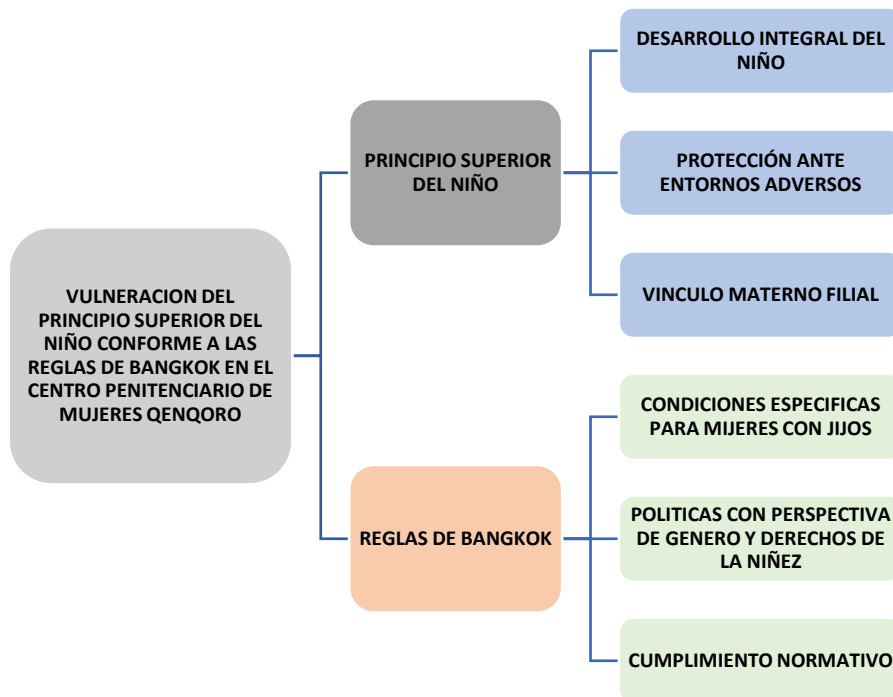 VULNERACION DEL
PRINCIPIO SUPERIOR DEL
NIÑO CONFORME A LAS
REGLAS DE BANGKOK EN EL
CENTRO PENITENCIARIO DE
MUJERES QENQORO
PRINCIPIO SUPERIOR
DEL NIÑO
DESARROLLO INTEGRAL DEL
NIÑO
PROTECCIÓN ANTE
ENTORNOS ADVERSOS
VINCULO MATERNO FILIAL
REGLAS DE BANGKOK
CONDICIONES ESPECIFICAS
PARA MIJERES CON JIJOS
POLITICAS CON PERSPECTIVA
DE GENERO Y DERECHOS DE
LA NIÑEZ
CUMPLIMIENTO NORMATIVO